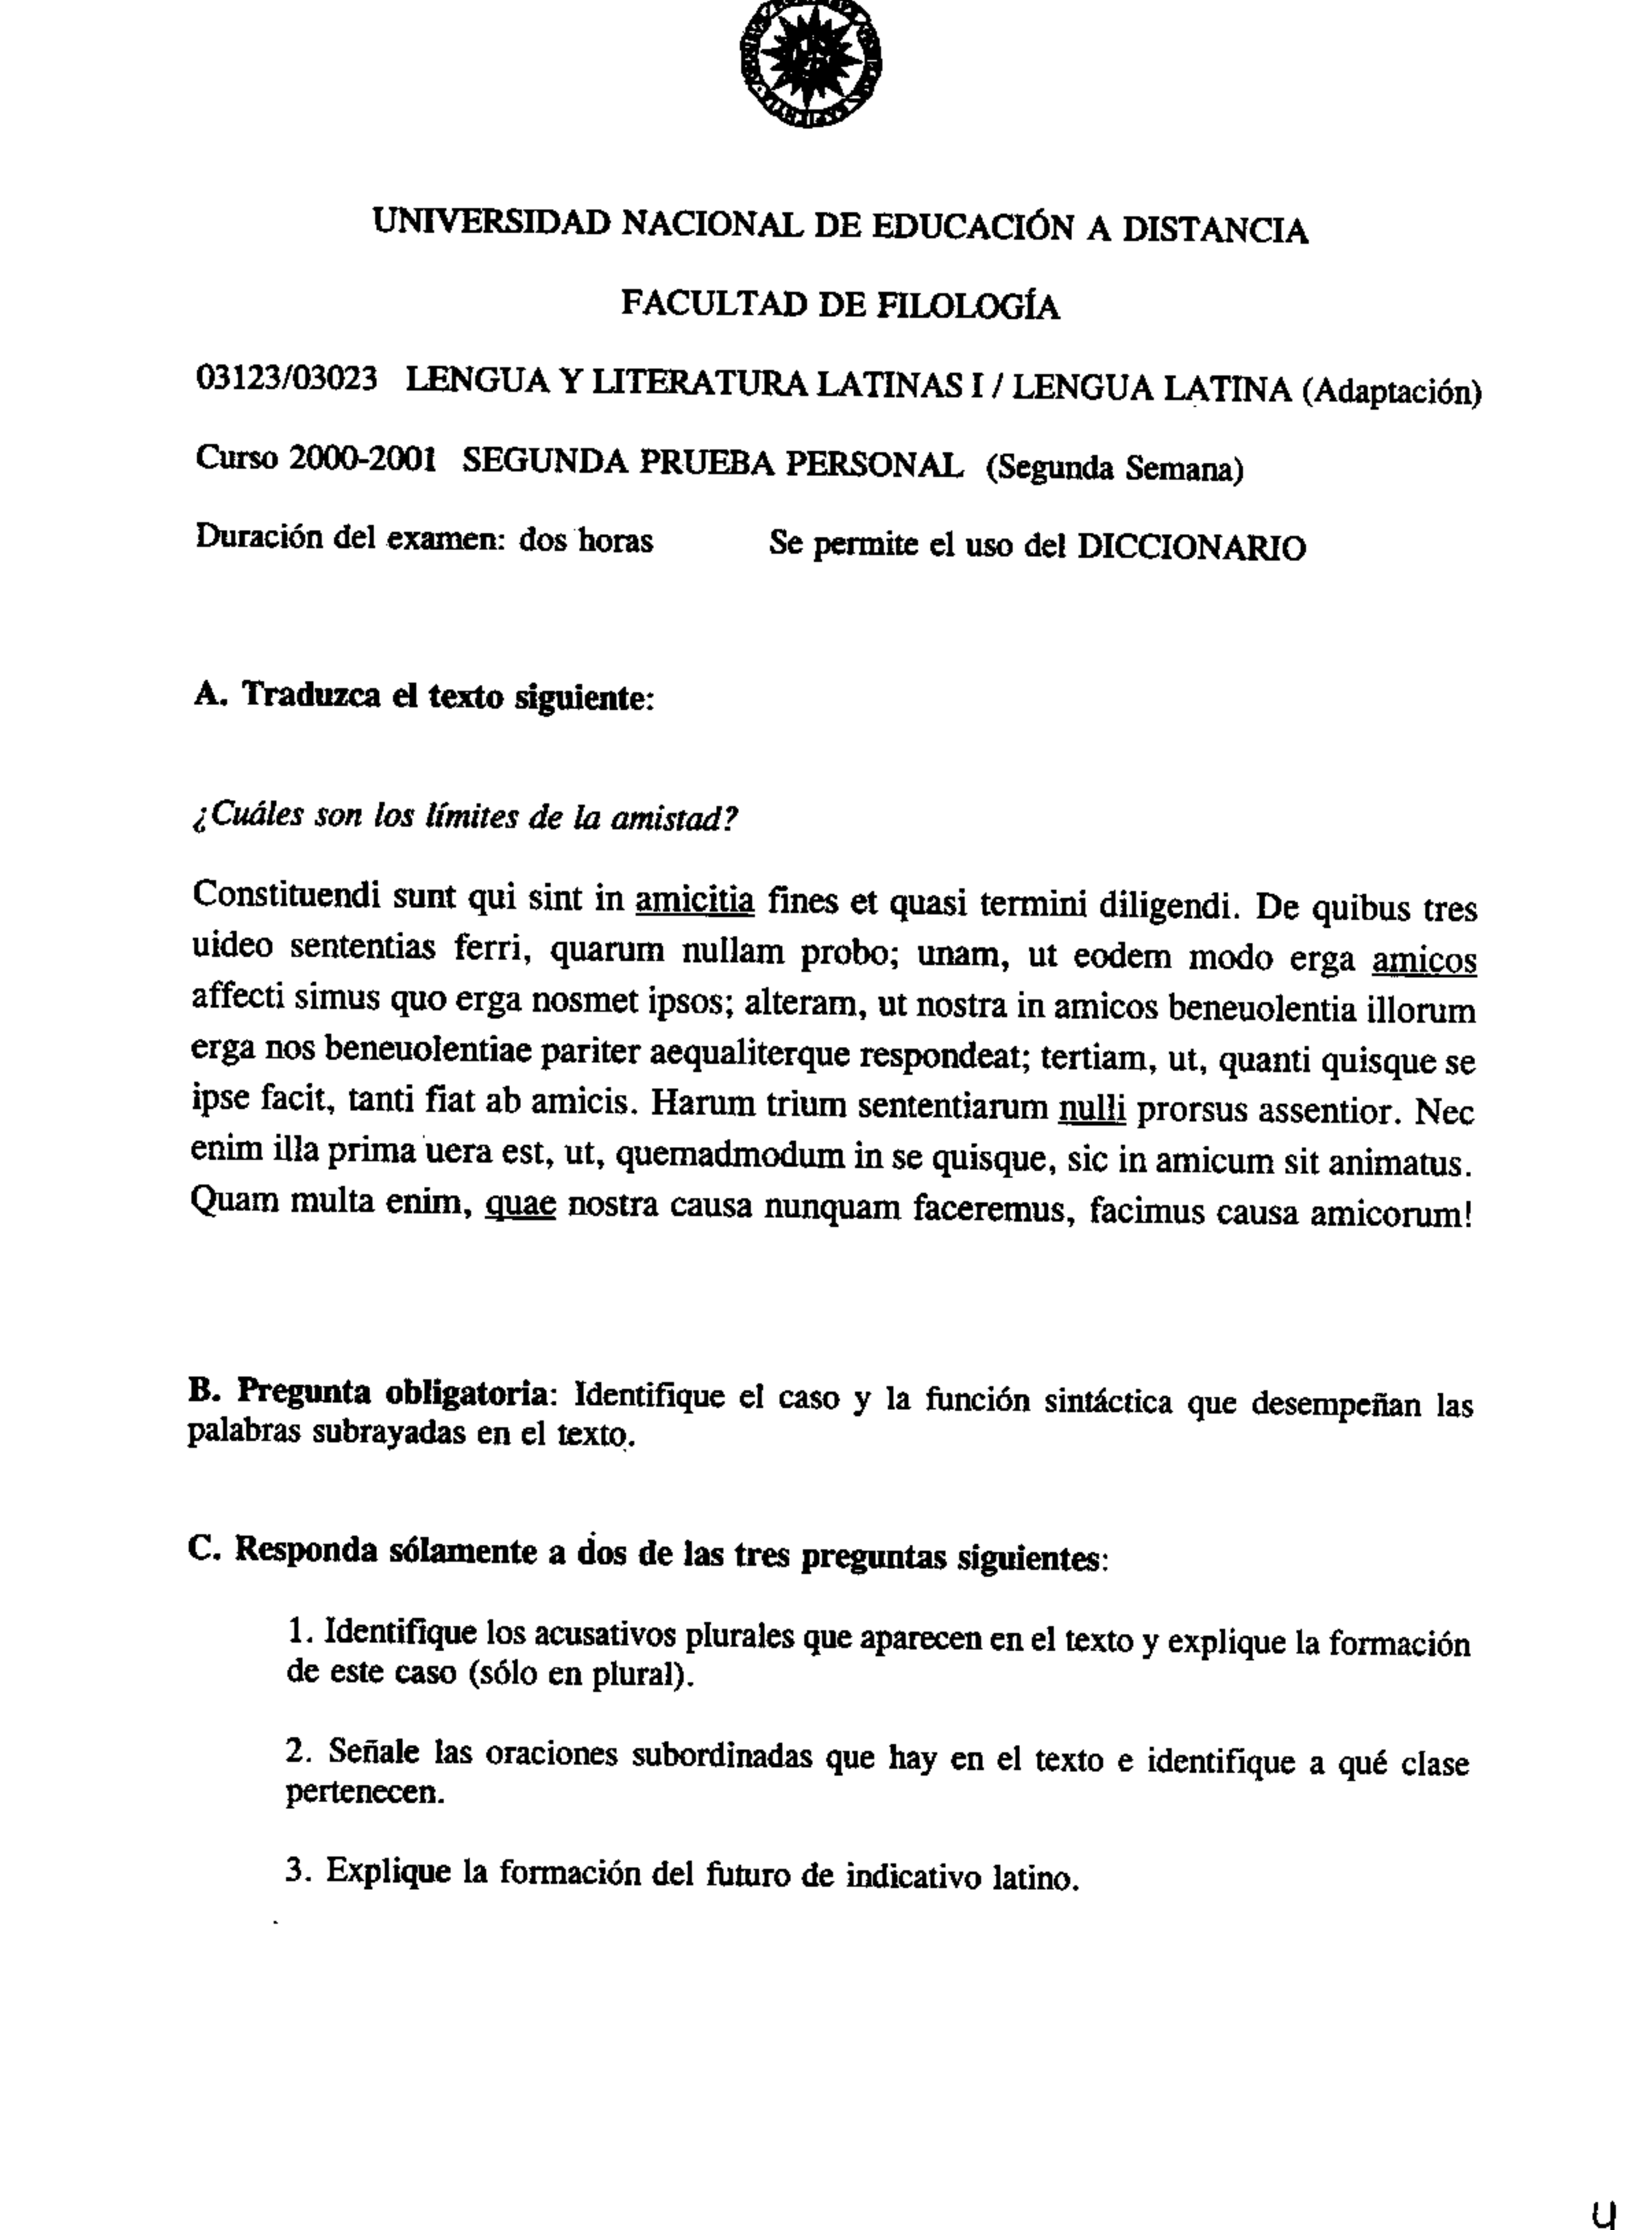 UNIVERSIDAD NACIONAL DE EDUCACIÓN A DISTANCIA
FACULTAD DE FILOLOGÍA
03123/03023 LENGUA Y LITERATURA LATINAS I / LENGUA LATINA (Adaptación)
Curso 2000-2001 SEGUNDA PRUEBA PERSONAL (Segunda Semana)
Duración del examen: dos horas Se permite el uso del DICCIONARIO
A. Traduzca el texto siguiente:
¿Cuáles son los límites de la amistad?
Constituendi sunt qui sint in amicitia fines et quasi termini diligendi. De quibus tres
uideo sententias ferri, quarum nullam probo; unam, ut eodem modo erga amicos
affecti simus quo erga nosmet ipsos; alteram, ut nostra in amicos beneuolentia illorum
erga nos beneuolentiae pariter aequaliterque respondeat; tertiam, ut, quanti quisque se
ipse facit, tanti fiat ab amicis. Harum trium sententiarum nulli prorsus assentior. Nec
enim illa prima uera est, ut, quemadmodum in se quisque, sic in amicum sit animatus.
Quam multa enim, quae nostra causa nunquam faceremus, facimus causa amicorum!
B. Pregunta obligatoria: Identifique el caso y la función sintáctica que desempeñan las
palabras subrayadas en el texto.
C. Responda sólamente a dos de las tres preguntas siguientes:
1. Identifique los acusativos plurales que aparecen en el texto y explique la formación
de este caso (sólo en plural).
2. Señale las oraciones subordinadas que hay en el texto e identifique a qué clase
pertenecen.
3. Explique la formación del futuro de indicativo latino.